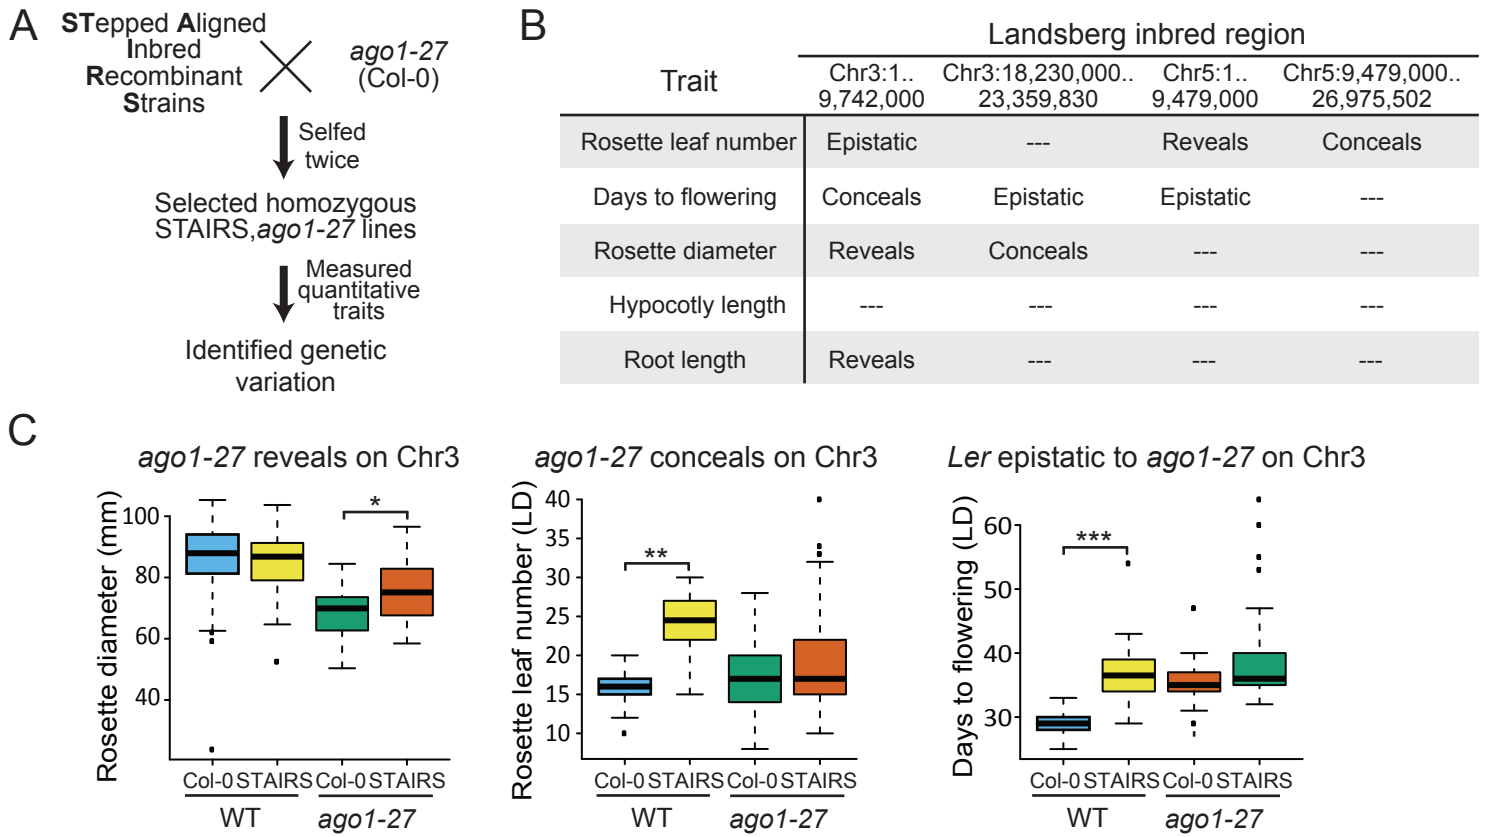 A
STepped Aligned
Inbred
Recombinant
Strains
ago1-27
(Col-0)
Selfed
twice
Selected homozygous
STAIRS,ago1-27 lines
Measured
quantitative
traits
Identified genetic
variation
B
Landsberg inbred region
Trait
Chr3:1..
9,742,000
Chr3:18,230,000..
23,359,830
Chr5:1..
9,479,000
Chr5:9,479,000..
26,975,502
Rosette leaf number Epistatic --- Reveals Conceals
Days to flowering Conceals Epistatic Epistatic ---
Rosette diameter Reveals Conceals --- ---
Hypocotly length --- --- --- ---
Root length Reveals --- --- ---
C
ago1-27 reveals on Chr3
Rosette diameter (mm)
100
80
60
40
*
Col-0 STAIRS Col-0 STAIRS
WT ago1-27
ago1-27 conceals on Chr3
Rosette leaf number (LD)
40
35
30
25
20
15
10
**
Col-0 STAIRS Col-0 STAIRS
WT ago1-27
Ler epistatic to ago1-27 on Chr3
Days to flowering (LD)
60
50
40
30
***
Col-0 STAIRS Col-0 STAIRS
WT ago1-27